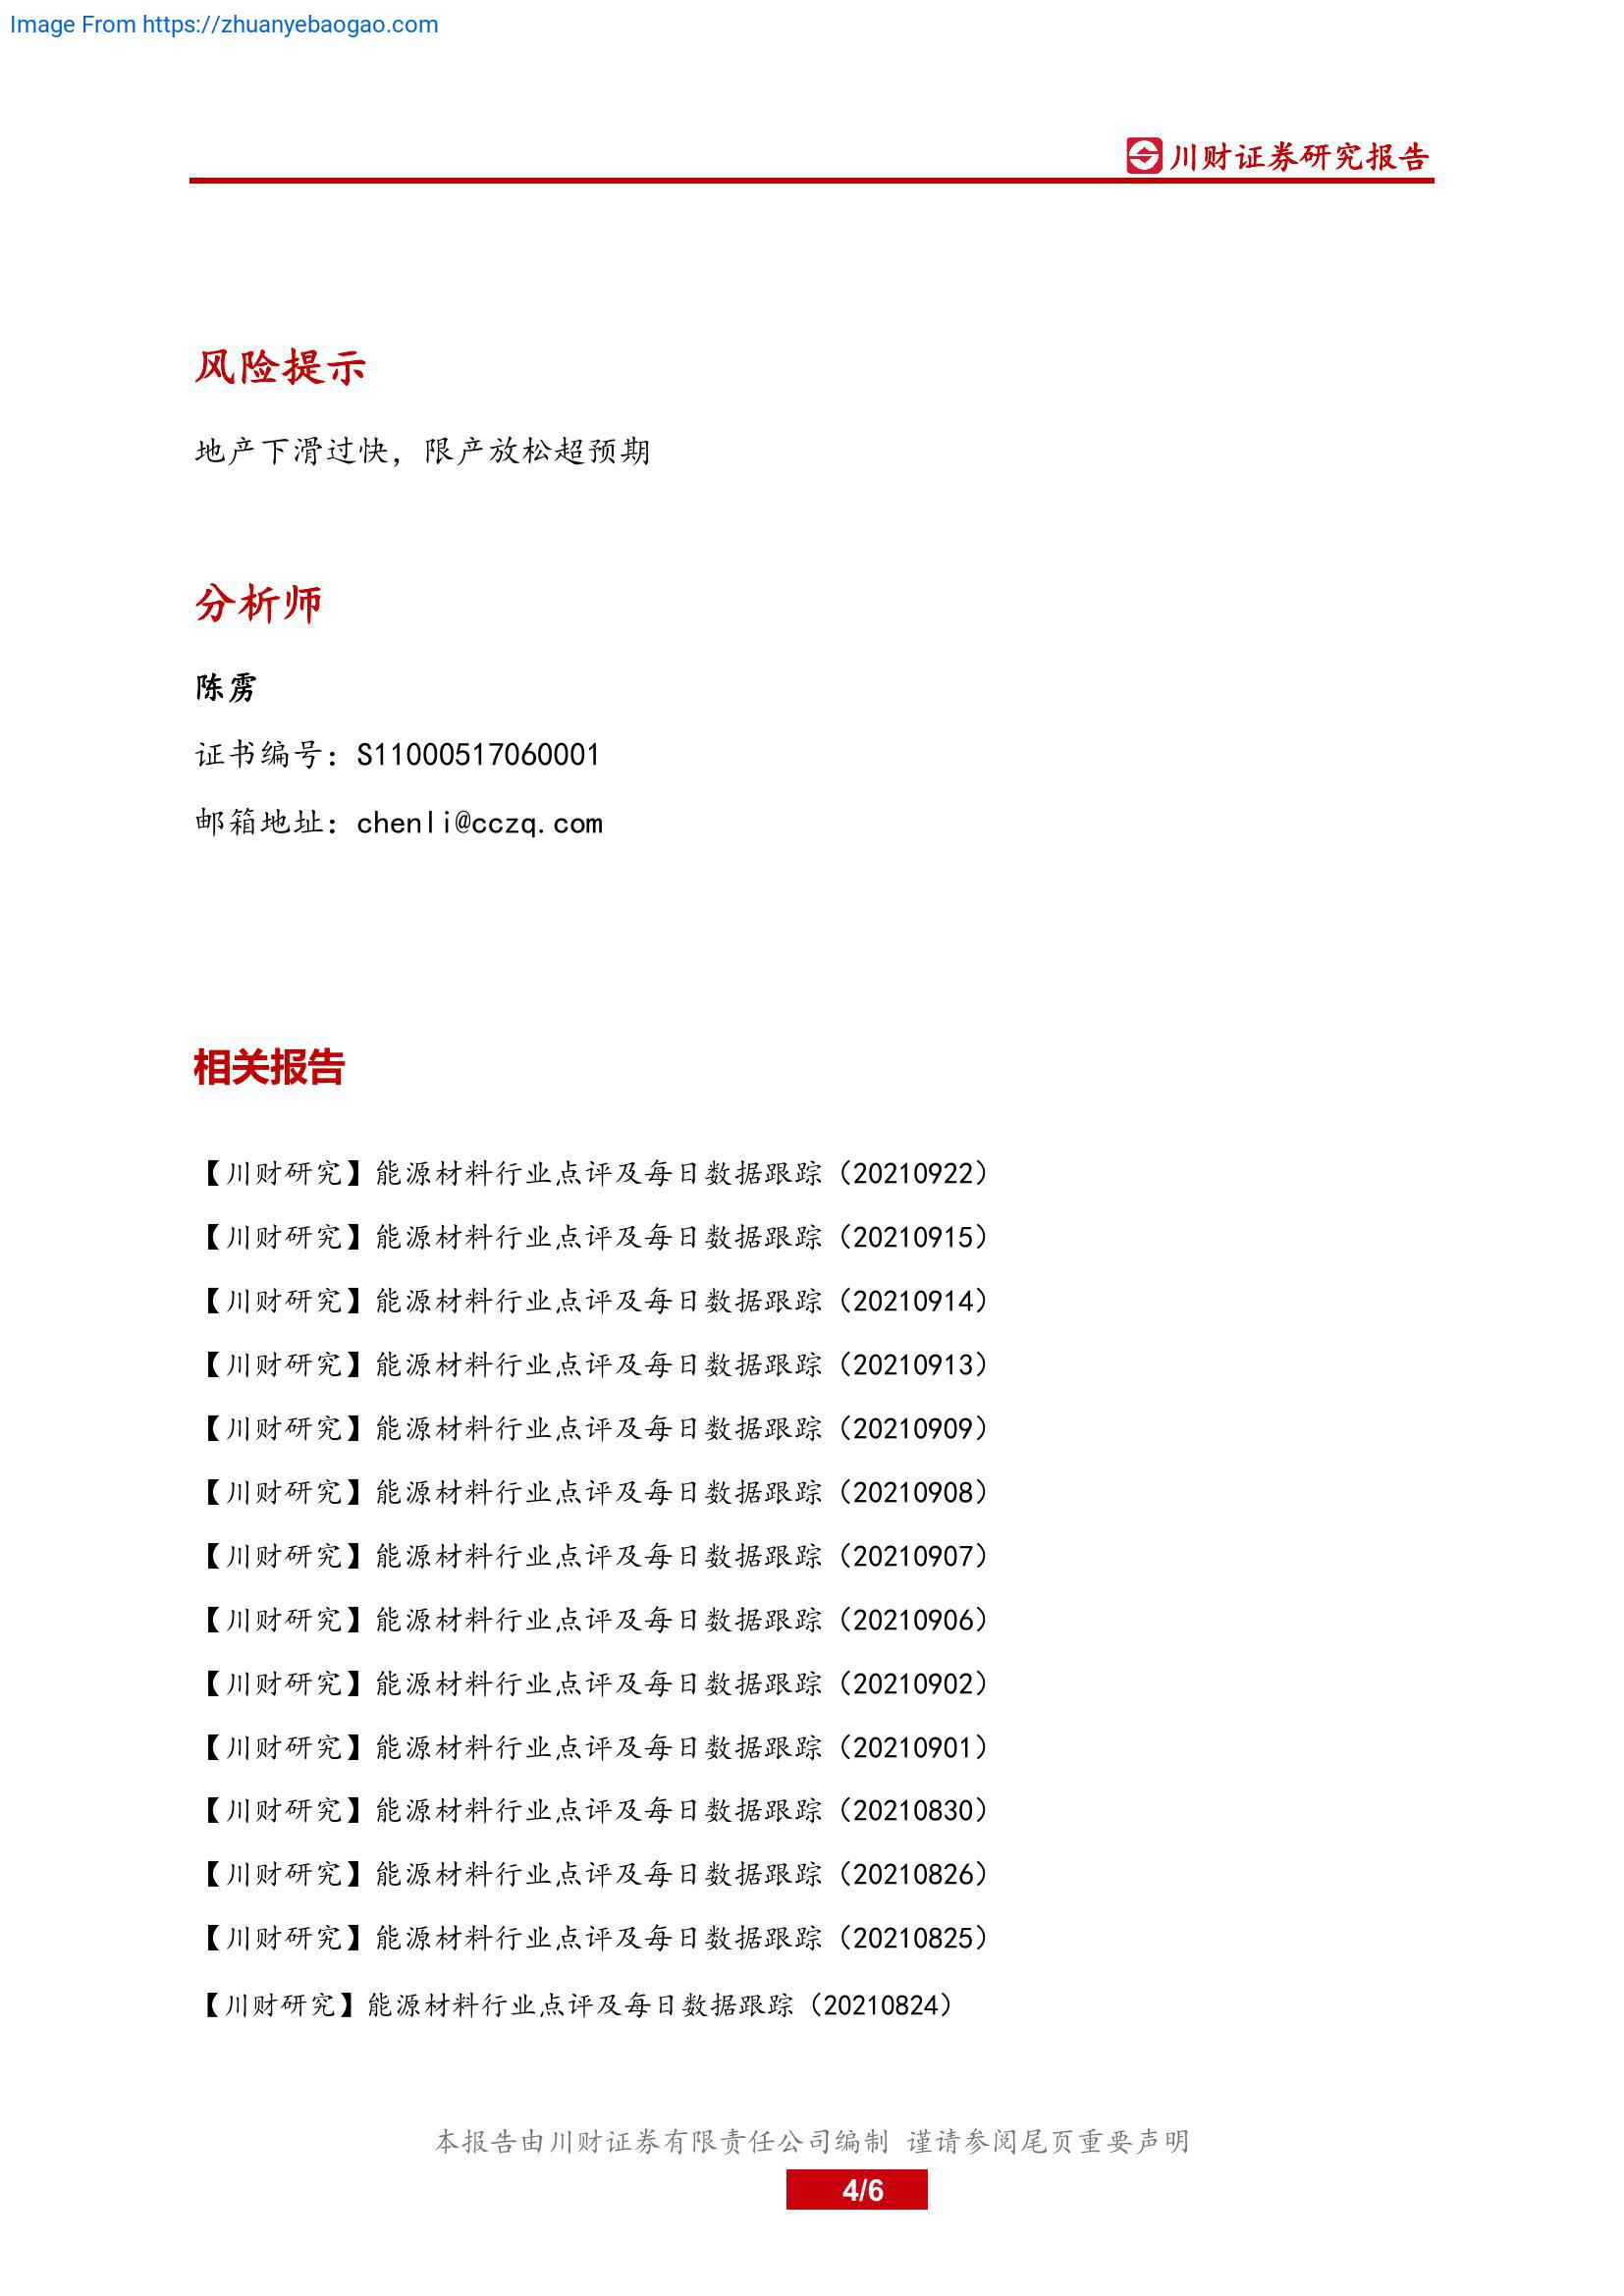 Image From https://zhuanyebaogao.com
川财证券研究报告
风险提示
地产下滑过快，限产放松超预期
分析师
陈雳
证书编号：S11000517060001
邮箱地址：chenli@cczq.com
相关报告
【川财研究】能源材料行业点评及每日数据跟踪（20210922）
【川财研究】能源材料行业点评及每日数据跟踪（20210915）
【川财研究】能源材料行业点评及每日数据跟踪（20210914）
【川财研究】能源材料行业点评及每日数据跟踪（20210913）
【川财研究】能源材料行业点评及每日数据跟踪（20210909）
【川财研究】能源材料行业点评及每日数据跟踪（20210908）
【川财研究】能源材料行业点评及每日数据跟踪（20210907）
【川财研究】能源材料行业点评及每日数据跟踪（20210906）
【川财研究】能源材料行业点评及每日数据跟踪（20210902）
【川财研究】能源材料行业点评及每日数据跟踪（20210901）
【川财研究】能源材料行业点评及每日数据跟踪（20210830）
【川财研究】能源材料行业点评及每日数据跟踪（20210826）
【川财研究】能源材料行业点评及每日数据跟踪（20210825）
【川财研究】能源材料行业点评及每日数据跟踪（20210824）
本报告由川财证券有限责任公司编制 谨请参阅尾页重要声明
4/6